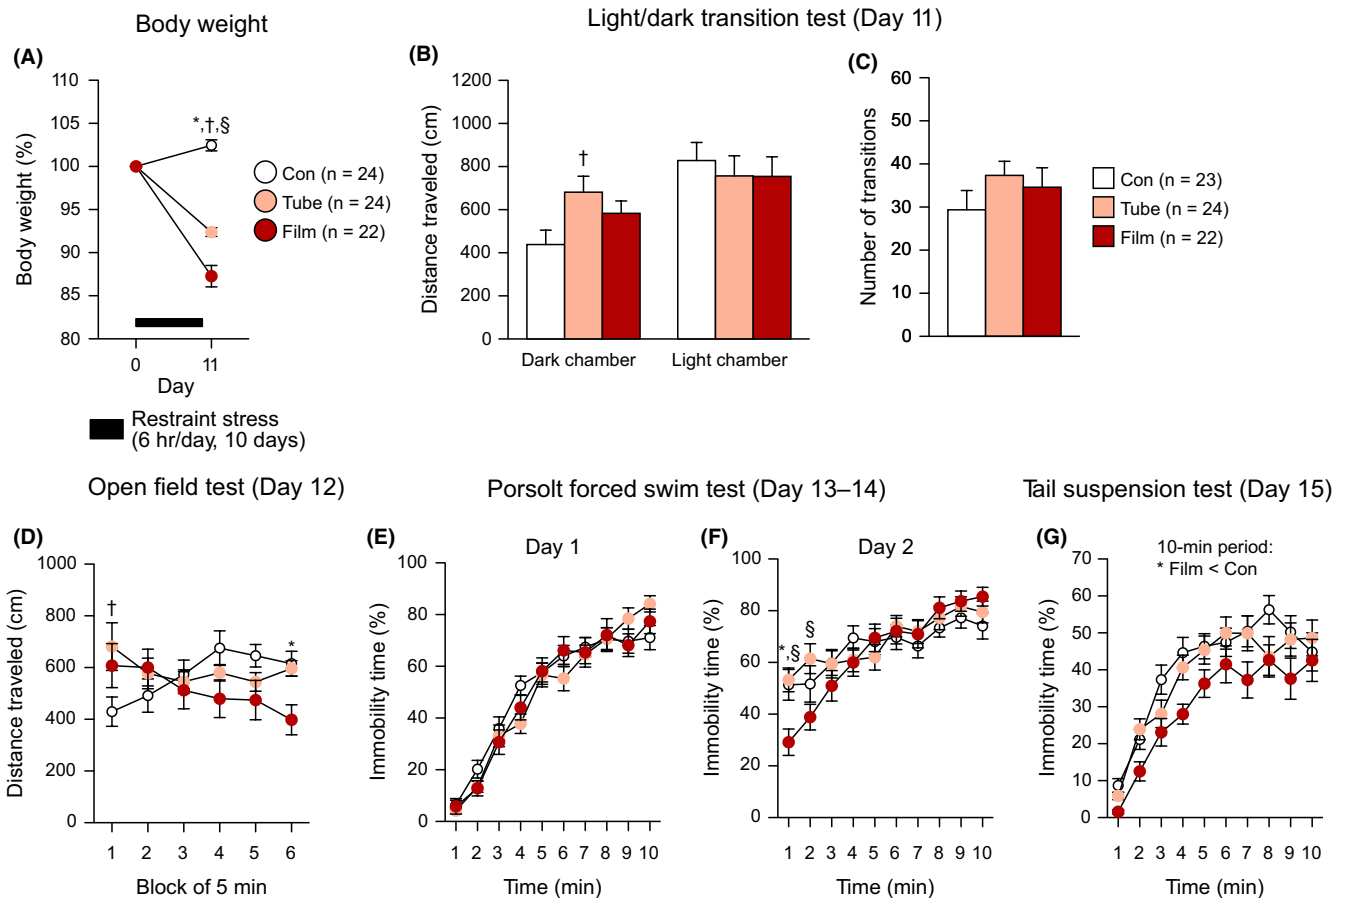 Body weight
Light/dark transition test (Day 11)
(A)
110
105
100
95
90
85
80
Body weight (%)
*,†,§
0
11
Day
Con (n = 24)
Tube (n = 24)
Film (n = 22)
Restraint stress
(6 hr/day, 10 days)
(B)
1200
1000
800
600
400
200
0
Distance traveled (cm)
†
Dark chamber
Light chamber
(C)
60
50
40
30
20
10
0
Number of transitions
Con (n = 23)
Tube (n = 24)
Film (n = 22)
Open field test (Day 12)
Porsolt forced swim test (Day 13–14)
Tail suspension test (Day 15)
(D)
1000
800
600
400
200
0
Distance traveled (cm)
†
*
1 2 3 4 5 6
Block of 5 min
(E)
Day 1
100
80
60
40
20
0
Immobility time (%)
1 2 3 4 5 6 7 8 9 10
Time (min)
(F)
Day 2
100
80
60
40
20
0
Immobility time (%)
*,§
§
1 2 3 4 5 6 7 8 9 10
Time (min)
(G)
10-min period:
* Film < Con
70
60
50
40
30
20
10
0
Immobility time (%)
1 2 3 4 5 6 7 8 9 10
Time (min)